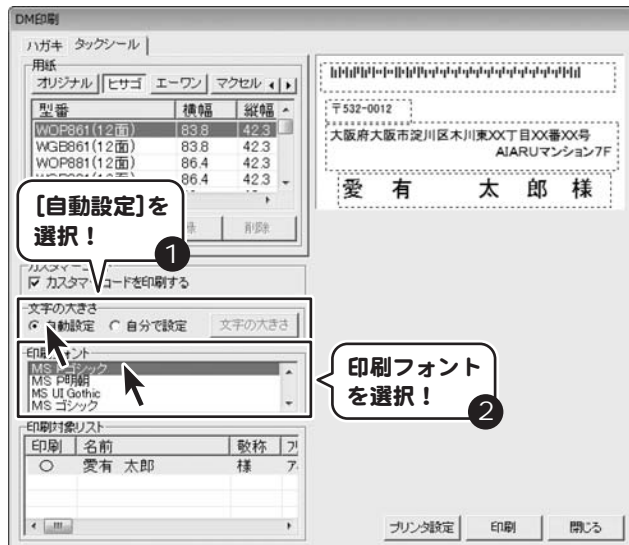 DM印刷
ハガキ タックシール
用紙
オリジナル ヒサゴ エーワン マクセル
型番 横幅 縦幅
WOP861(12面) 83.8 42.3
WGB861(12面) 83.8 42.3
WOP881(12面) 86.4 42.3
86.4 42.3
削除
[自動設定]を
選択！
1
カスタマーコードを印刷する
文字の大きさ
自動設定 自分で設定 文字の大きさ
印刷フォント
MS Pゴシック
MS P明朝
MS UI Gothic
MS ゴシック
印刷フォント
を選択！
2
印刷対象リスト
印刷 名前 敬称
○ 愛有 太郎 様 ア
〒532-0012
大阪府大阪市淀川区木川東XX丁目XX番XX号
AIARUマンション7F
愛 有 太 郎 様
プリンタ設定 印刷 閉じる